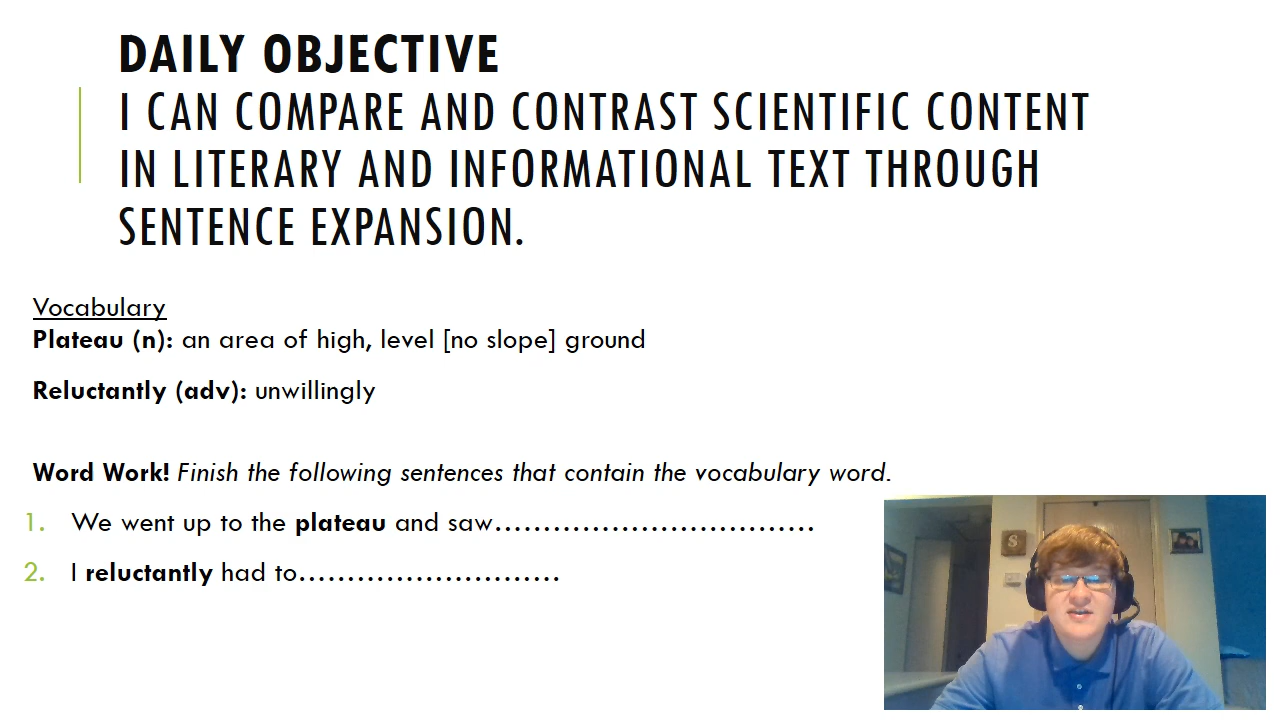 DAILY OBJECTIVE
I CAN COMPARE AND CONTRAST SCIENTIFIC CONTENT
IN LITERARY AND INFORMATIONAL TEXT THROUGH
SENTENCE EXPANSION.
Vocabulary
Plateau (n): an area of high, level [no slope] ground
Reluctantly (adv): unwillingly
Word Work! Finish the following sentences that contain the vocabulary word.
1. We went up to the plateau and saw.................................
2. I reluctantly had to...........................
S